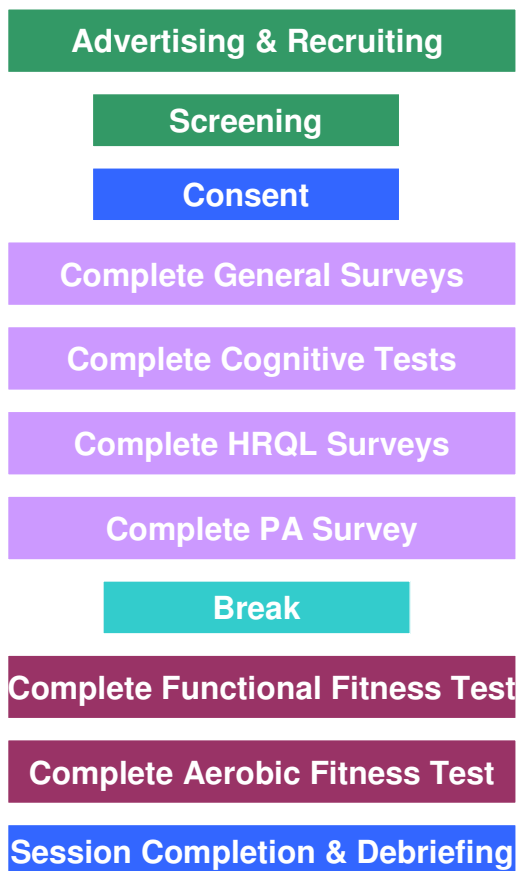 Advertising & Recruiting
Screening
Consent
Complete General Surveys
Complete Cognitive Tests
Complete HRQL Surveys
Complete PA Survey
Break
Complete Functional Fitness Test
Complete Aerobic Fitness Test
Session Completion & Debriefing